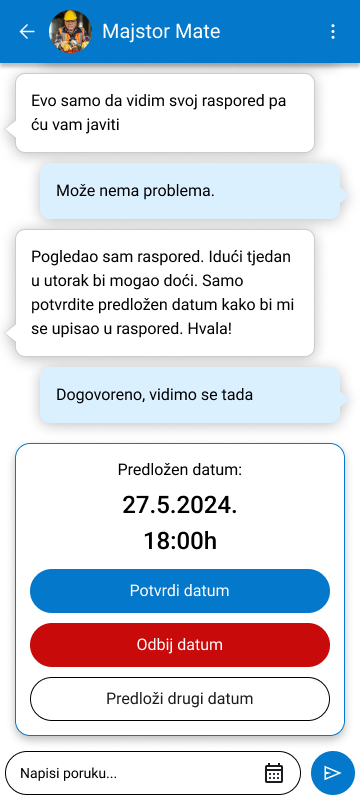 Majstor Mate
Evo samo da vidim svoj raspored pa
ću vam javiti
Može nema problema.
Pogledao sam raspored. Idući tjedan
u utorak bi mogao doći. Samo
potvrdite predložen datum kako bi mi
se upisao u raspored. Hvala!
Dogovoreno, vidimo se tada
Predložen datum:
27.5.2024.
18:00h
Potvrdi datum
Odbij datum
Predloži drugi datum
Napisi poruku...